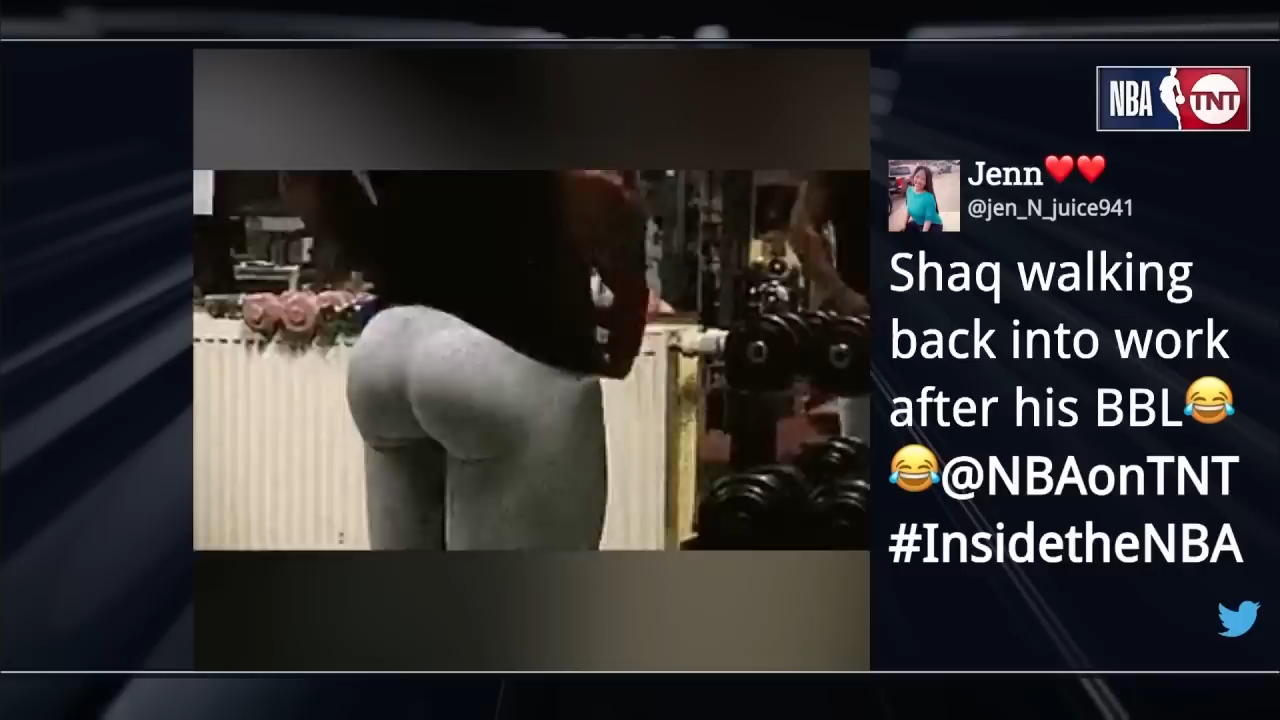 NBA TNT
Jenn❤️❤️
@jen_N_juice941
Shaq walking
back into work
after his BBL😂
😂@NBAonTNT
#InsidetheNBA